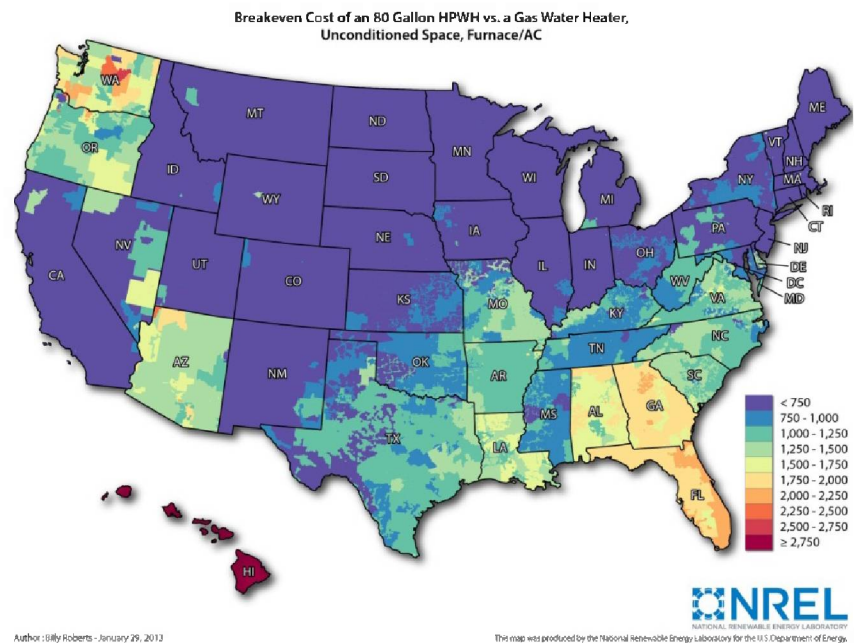 Breakeven Cost of an 80 Gallon HPWH vs. a Gas Water Heater,
Unconditioned Space, Furnace/AC
WA
MT
ND
MN
ME
VT
NH
OR
ID
WY
SD
WI
MI
NY
MA
RI
CT
NV
UT
NE
IA
PA
NJ
CA
CO
IL
IN
OH
DE
DC
MD
KS
MO
WV
VA
KY
AZ
NM
OK
AR
TN
NC
SC
TX
LA
MS
AL
GA
FL
HI
< 750
750 - 1,000
1,000 - 1,250
1,250 - 1,500
1,500 - 1,750
1,750 - 2,000
2,000 - 2,250
2,250 - 2,500
2,500 - 2,750
≥ 2,750
NREL
NATIONAL RENEWABLE ENERGY LABORATORY
Author : Billy Roberts - January 29, 2013
This map was produced by the National Renewable Energy Laboratory for the U.S. Department of Energy.